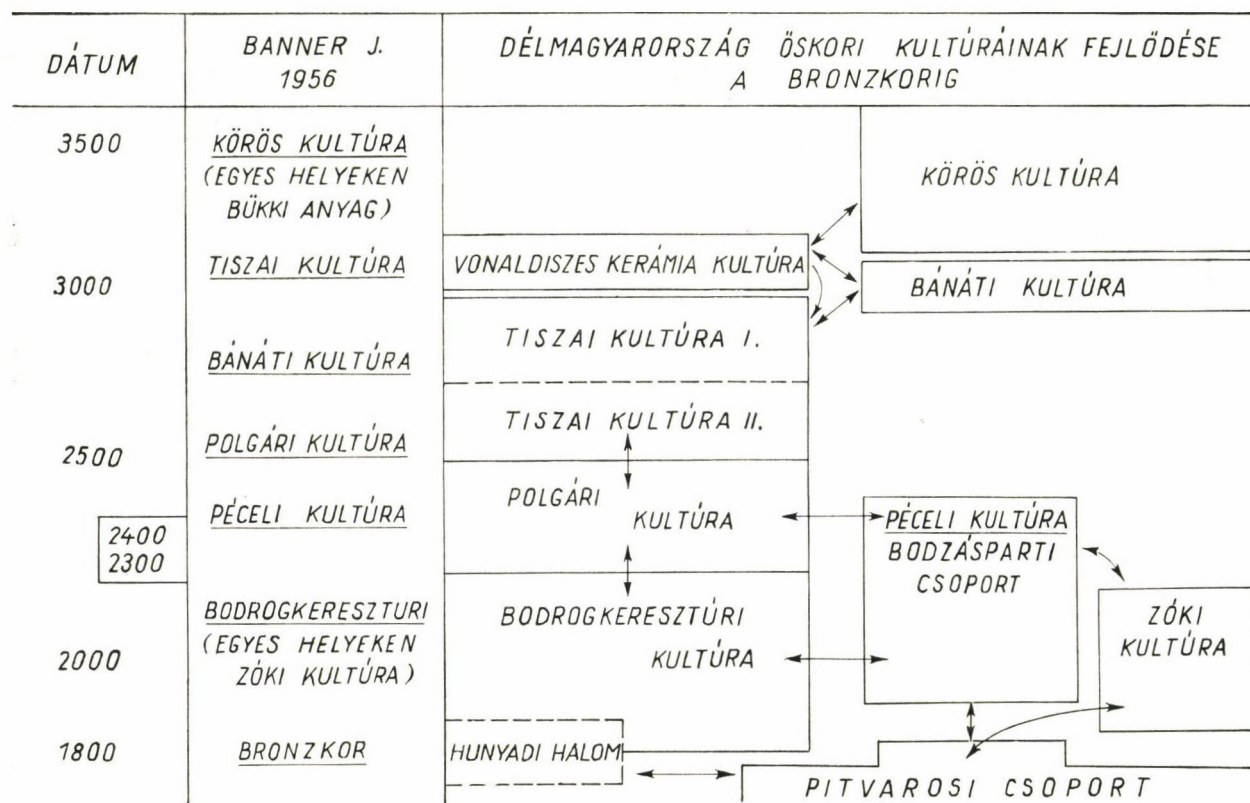 DÁTUM
BANNER J.
1956
DÉLMAGYARORSZÁG ŐSKORI KULTÚRÁINAK FEJLŐDÉSE
A BRONZKORIG
3500
3000
2500
2400
2300
2000
1800
KÖRÖS KULTÚRA
(EGYES HELYEKEN
BÜKKI ANYAG)
TISZAI KULTÚRA
BÁNÁTI KULTÚRA
POLGÁRI KULTÚRA
PÉCELI KULTÚRA
BODROGKERESZTURI
(EGYES HELYEKEN
ZÓKI KULTÚRA)
BRONZKOR
VONALDISZES KERÁMIA KULTÚRA
TISZAI KULTÚRA I.
TISZAI KULTÚRA II.
POLGÁRI
KULTÚRA
BODROGKERESZTÚRI
KULTÚRA
HUNYADI HALOM
KÖRÖS KULTÚRA
BÁNÁTI KULTÚRA
PÉCELI KULTÚRA
BODZÁSPARTI
CSOPORT
ZÓKI
KULTÚRA
PITVAROSI CSOPORT